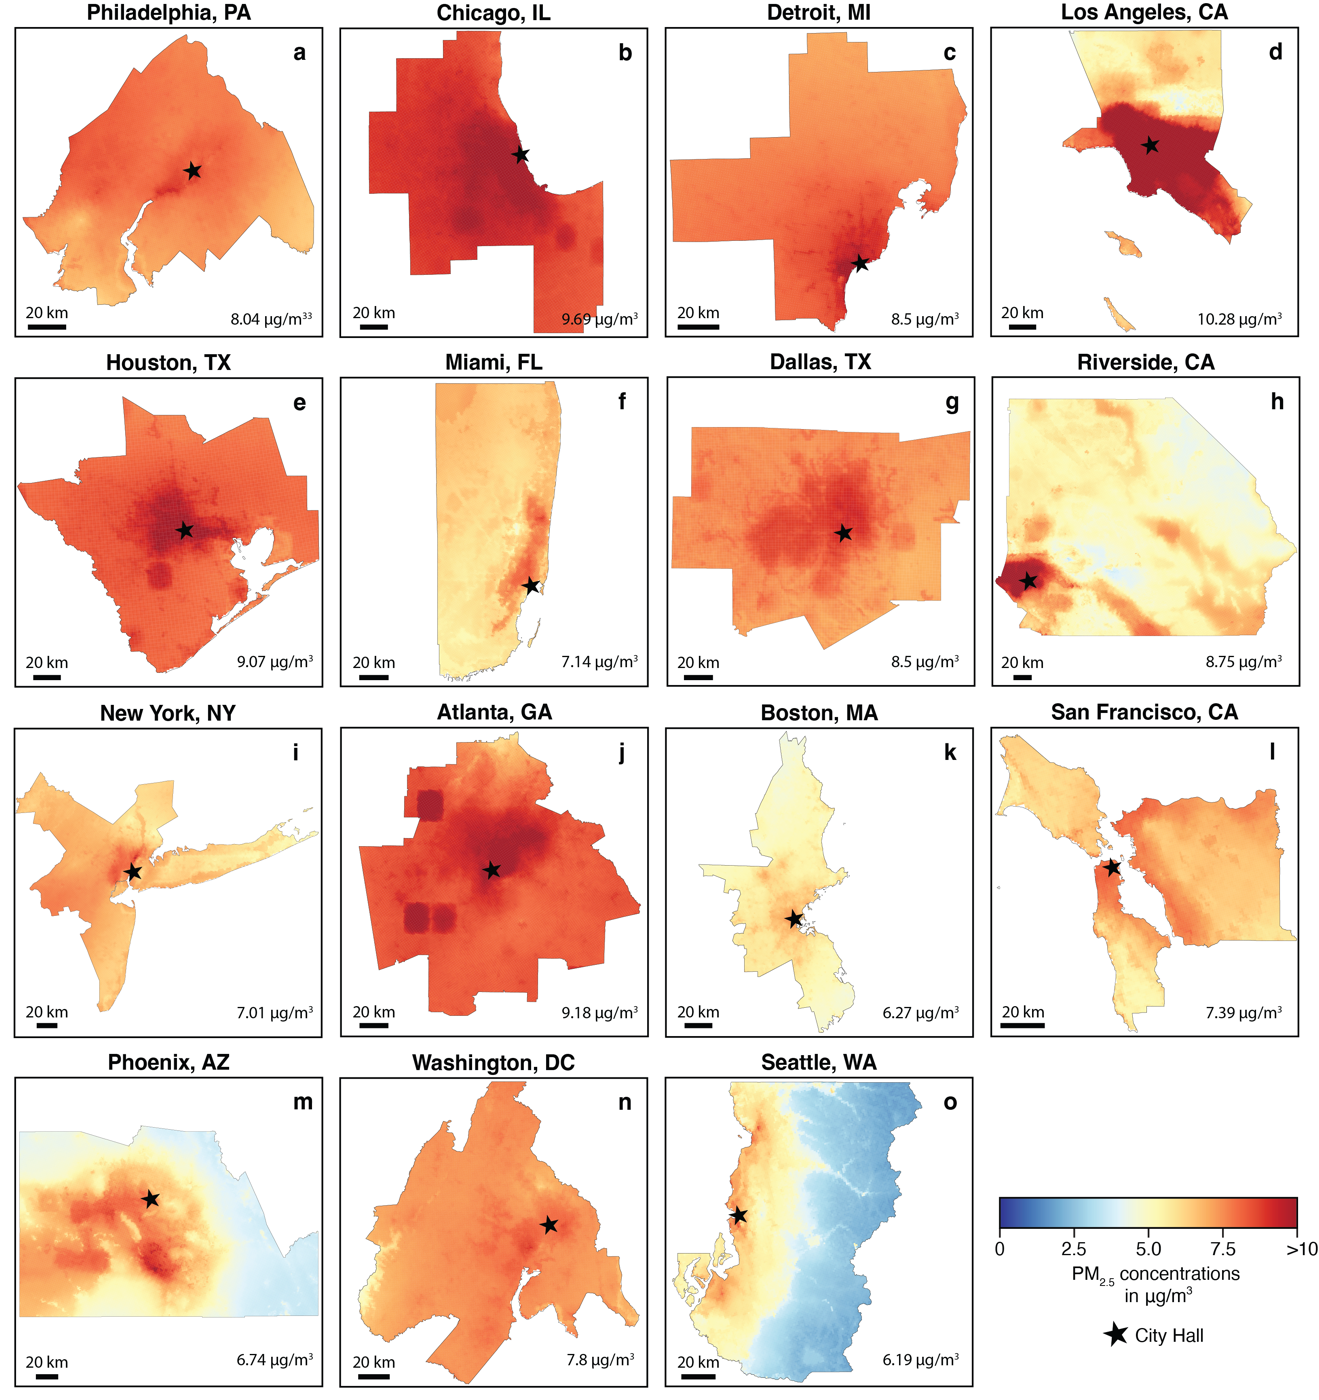 Philadelphia, PA
a
20 km
8.04 µg/m³³
Chicago, IL
b
20 km
9.69 µg/m³
Detroit, MI
c
20 km
8.5 µg/m³
Los Angeles, CA
d
20 km
10.28 µg/m³
Houston, TX
e
20 km
9.07 µg/m³
Miami, FL
f
20 km
7.14 µg/m³
Dallas, TX
g
20 km
8.5 µg/m³
Riverside, CA
h
20 km
8.75 µg/m³
New York, NY
i
20 km
7.01 µg/m³
Atlanta, GA
j
20 km
9.18 µg/m³
Boston, MA
k
20 km
6.27 µg/m³
San Francisco, CA
l
20 km
7.39 µg/m³
Phoenix, AZ
m
20 km
6.74 µg/m³
Washington, DC
n
20 km
7.8 µg/m³
Seattle, WA
o
20 km
6.19 µg/m³
0 2.5 5.0 7.5 >10
PM₂.₅ concentrations
in µg/m³
City Hall